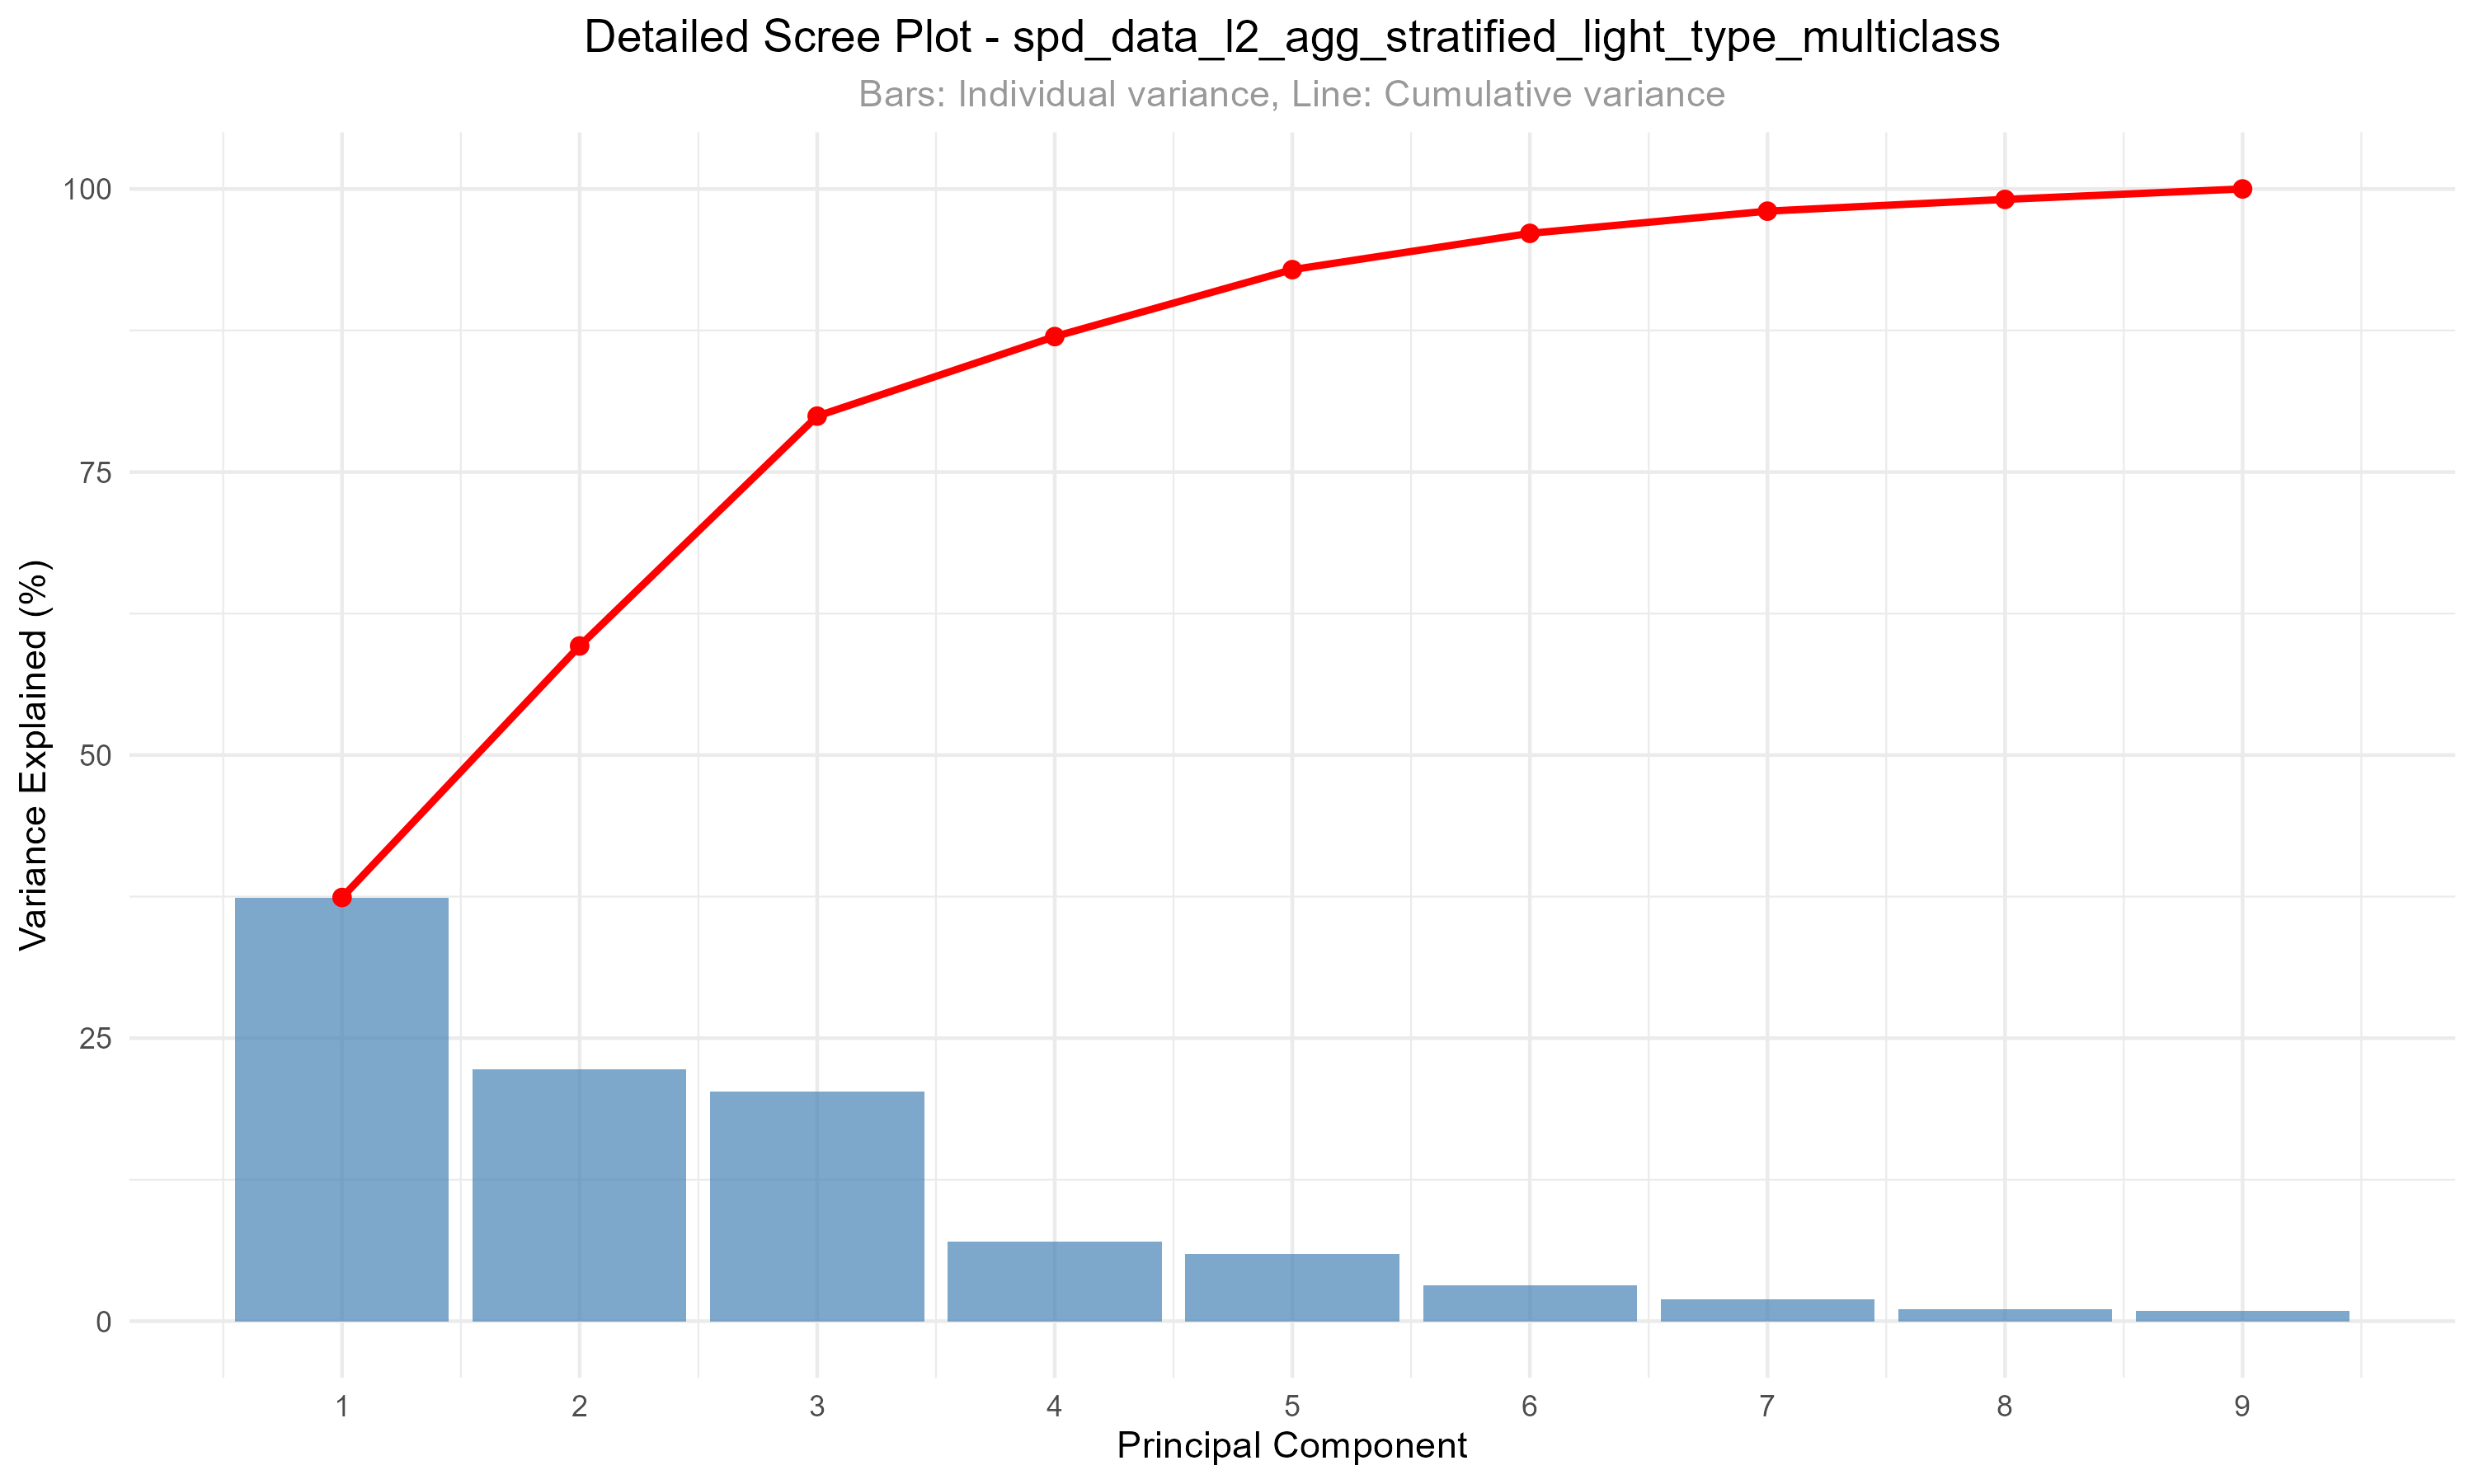 Detailed Scree Plot - spd_data_l2_agg_stratified_light_type_multiclass
Bars: Individual variance, Line: Cumulative variance
Variance Explained (%)
100
75
50
25
0
1 2 3 4 5 6 7 8 9
Principal Component